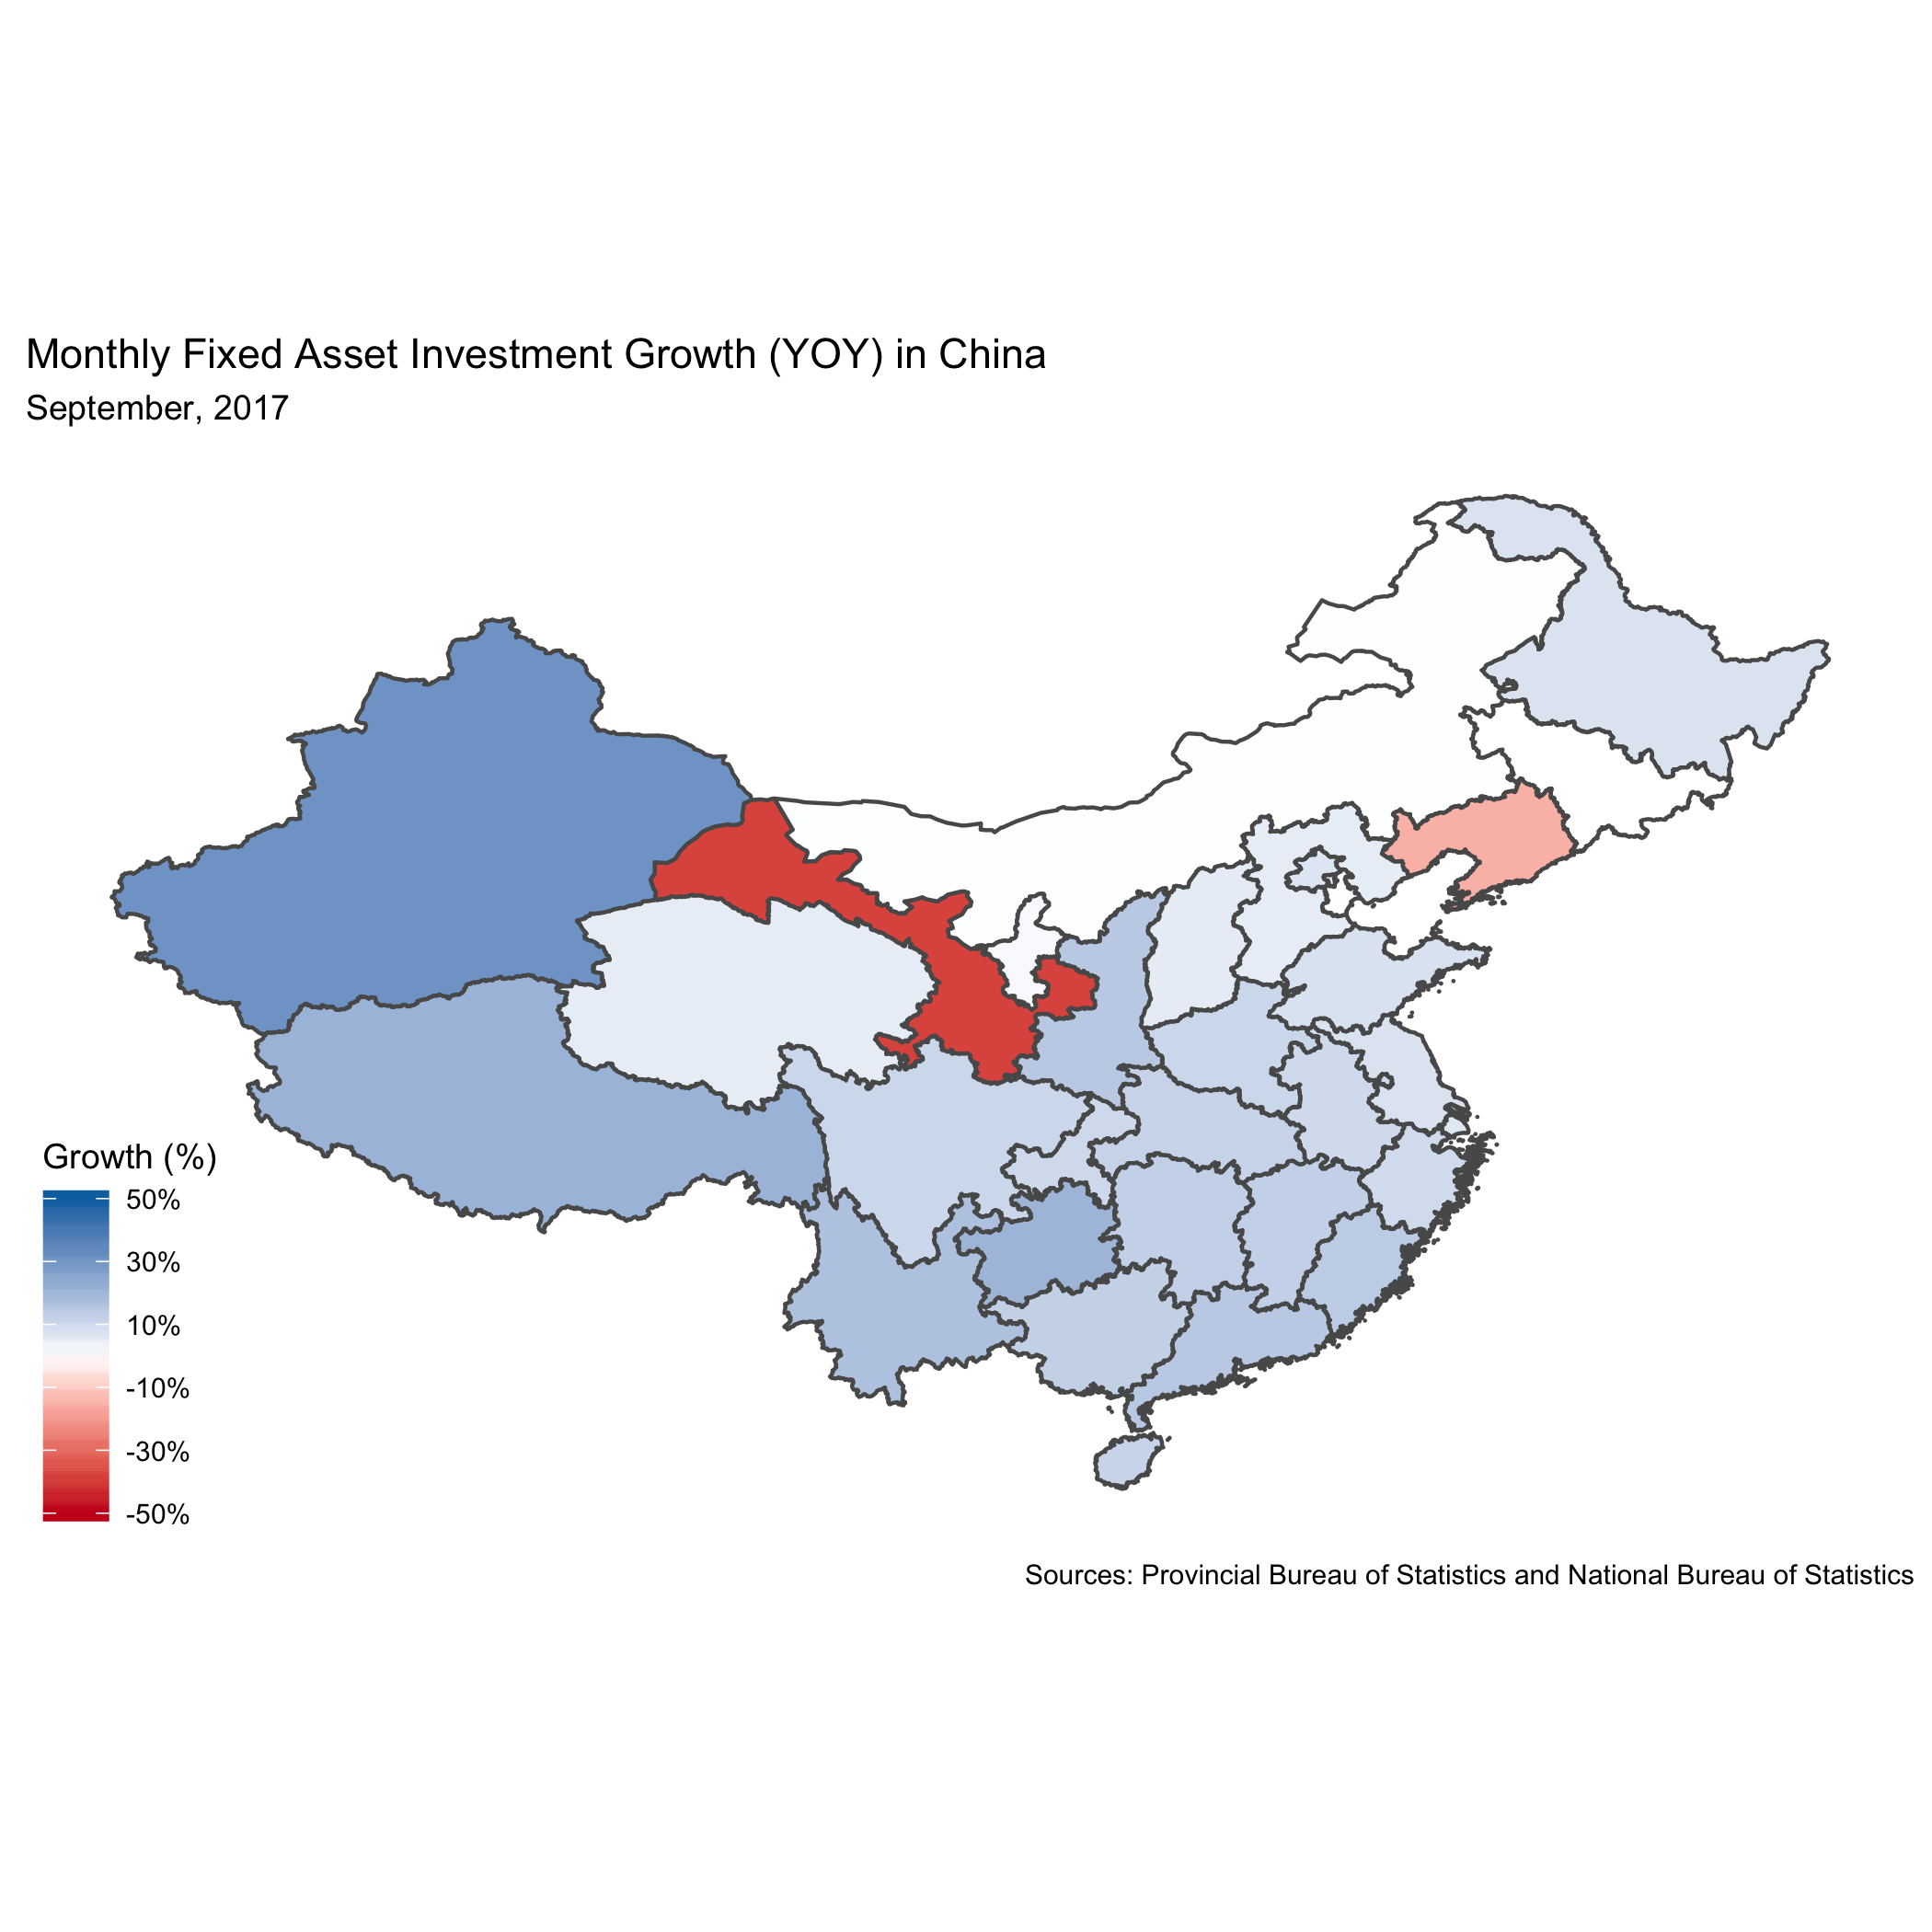 Monthly Fixed Asset Investment Growth (YOY) in China
September, 2017
Growth (%)
50%
30%
10%
-10%
-30%
-50%
Sources: Provincial Bureau of Statistics and National Bureau of Statistics